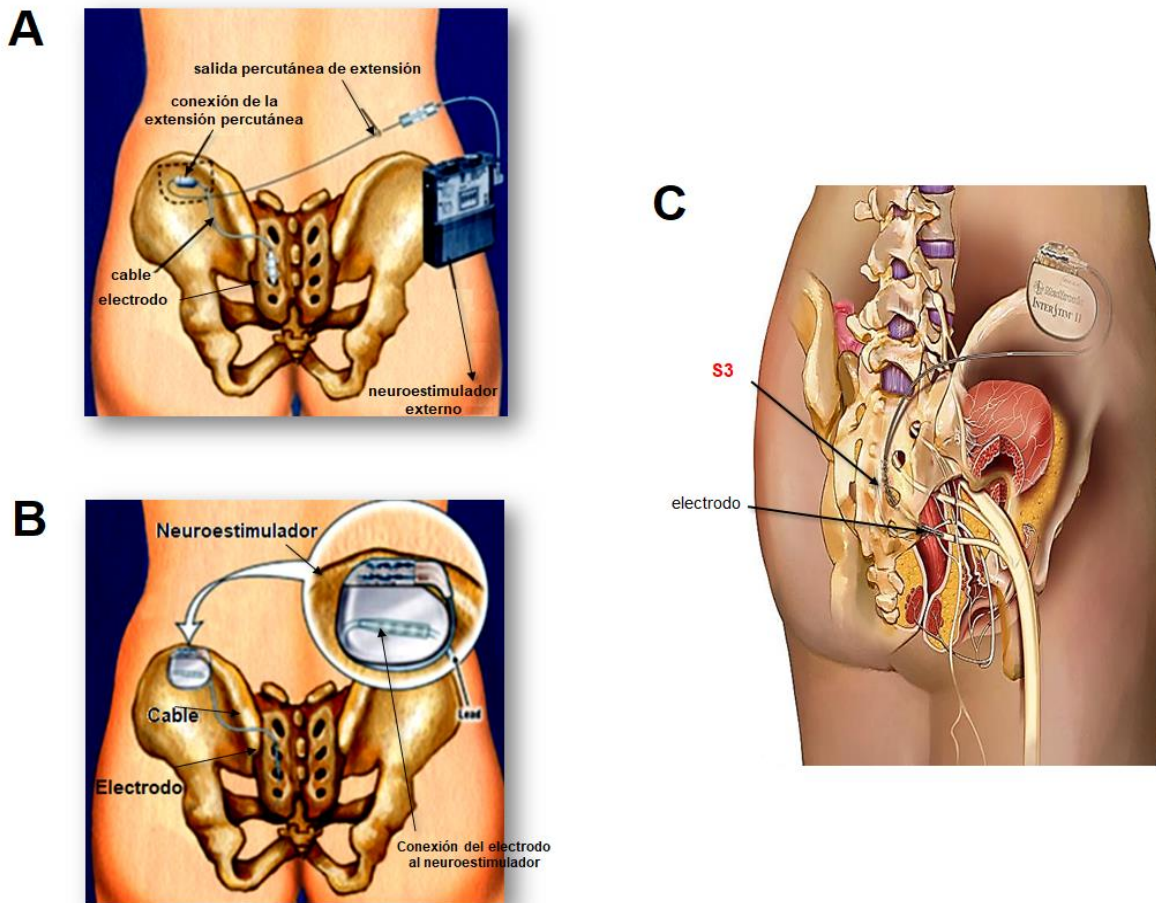 A
salida percutánea de extensión
conexión de la
extensión percutánea
cable
electrodo
neuroestimulador
externo
B
Neuroestimulador
Cable
Lead
Electrodo
Conexión del electrodo
al neuroestimulador
C
Medtronic
INTERSTIM II
S3
electrodo